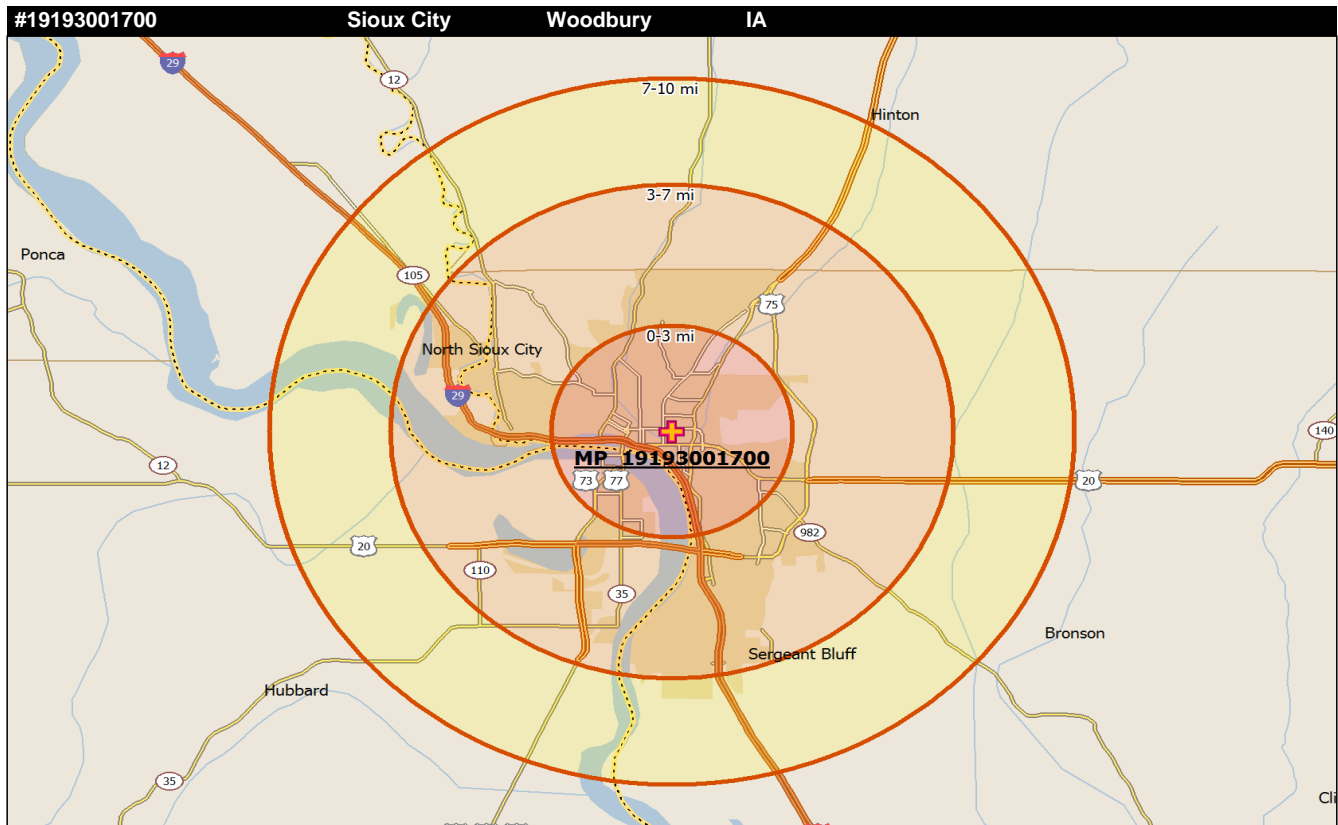 #19193001700 Sioux City Woodbury IA
29
12
7-10 mi
Hinton
3-7 mi
Ponca
105
75
0-3 mi
North Sioux City
29
140
MP 19193001700
12
73 77
20
982
20
110
35
Bronson
Sergeant Bluff
Hubbard
35
Cli